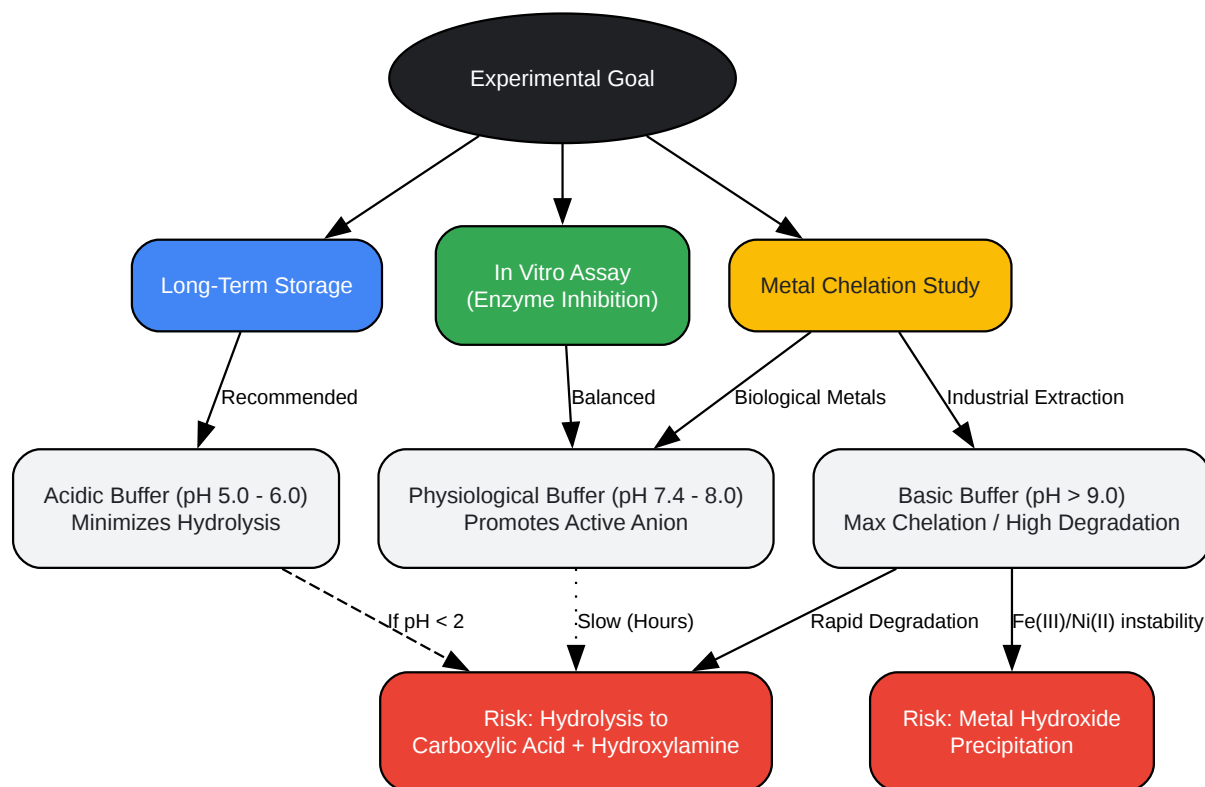 Experimental Goal
Long-Term Storage
In Vitro Assay
(Enzyme Inhibition)
Metal Chelation Study
Recommended
Balanced
Biological Metals
Industrial Extraction
Acidic Buffer (pH 5.0 - 6.0)
Minimizes Hydrolysis
Physiological Buffer (pH 7.4 - 8.0)
Promotes Active Anion
Basic Buffer (pH > 9.0)
Max Chelation / High Degradation
If pH < 2
Slow (Hours)
Rapid Degradation
Fe(III)/Ni(II) instability
Risk: Hydrolysis to
Carboxylic Acid + Hydroxylamine
Risk: Metal Hydroxide
Precipitation